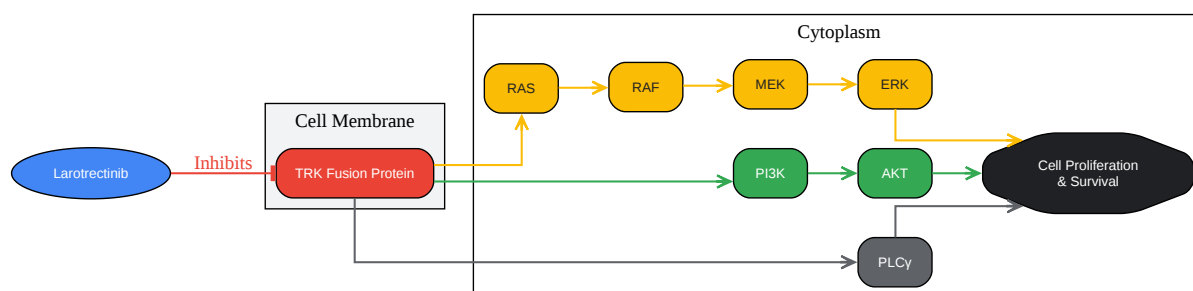 Cytoplasm
RAS
RAF
MEK
ERK
Cell Membrane
Larotrectinib
Inhibits
TRK Fusion Protein
PI3K
AKT
Cell Proliferation
& Survival
PLCγ